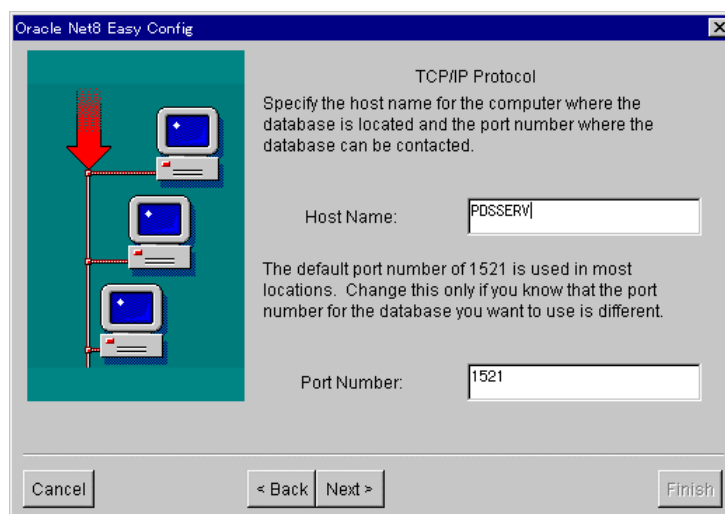 Oracle Net8 Easy Config
TCP/IP Protocol
Specify the host name for the computer where the
database is located and the port number where the
database can be contacted.
Host Name: PDSSERV
The default port number of 1521 is used in most
locations. Change this only if you know that the port
number for the database you want to use is different.
Port Number: 1521
Cancel < Back Next > Finish